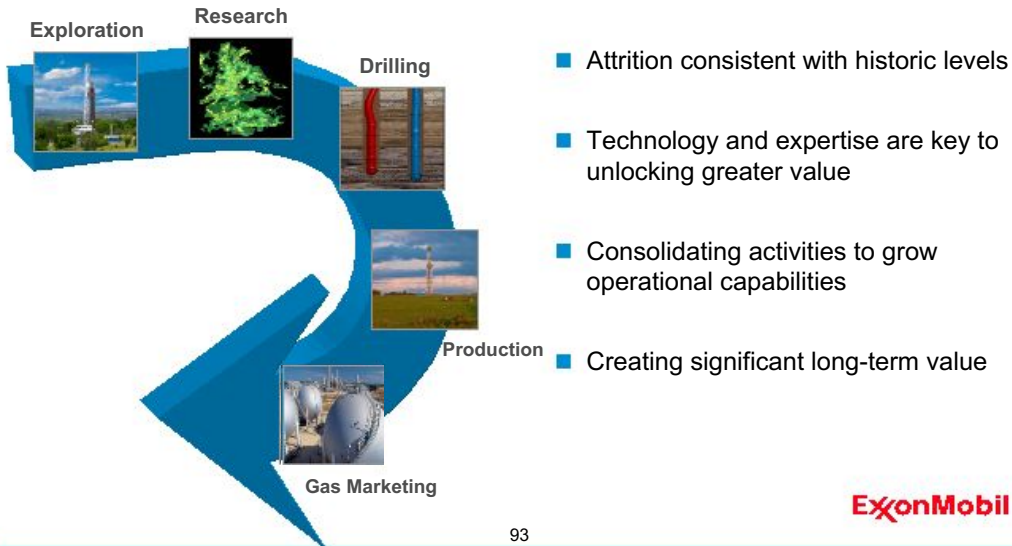 Exploration
Research
Drilling
Production
Gas Marketing
■ Attrition consistent with historic levels
■ Technology and expertise are key to
unlocking greater value
■ Consolidating activities to grow
operational capabilities
■ Creating significant long-term value
ExxonMobil
93